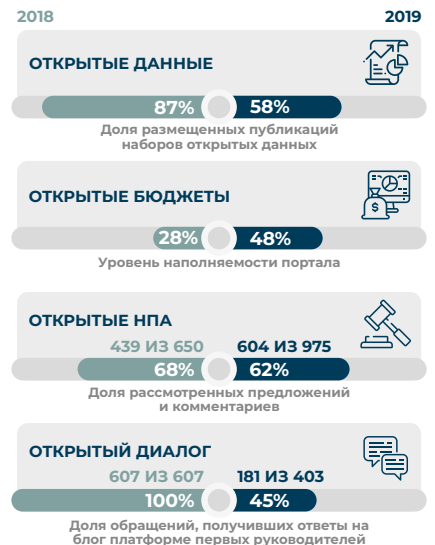 2018 2019
ОТКРЫТЫЕ ДАННЫЕ
87% 58%
Доля размещенных публикаций
наборов открытых данных
ОТКРЫТЫЕ БЮДЖЕТЫ
$
28% 48%
Уровень наполняемости портала
ОТКРЫТЫЕ НПА
439 ИЗ 650 604 ИЗ 975
68% 62%
Доля рассмотренных предложений
и комментариев
ОТКРЫТЫЙ ДИАЛОГ
607 ИЗ 607 181 ИЗ 403
100% 45%
Доля обращений, получивших ответы на
блог платформе первых руководителей